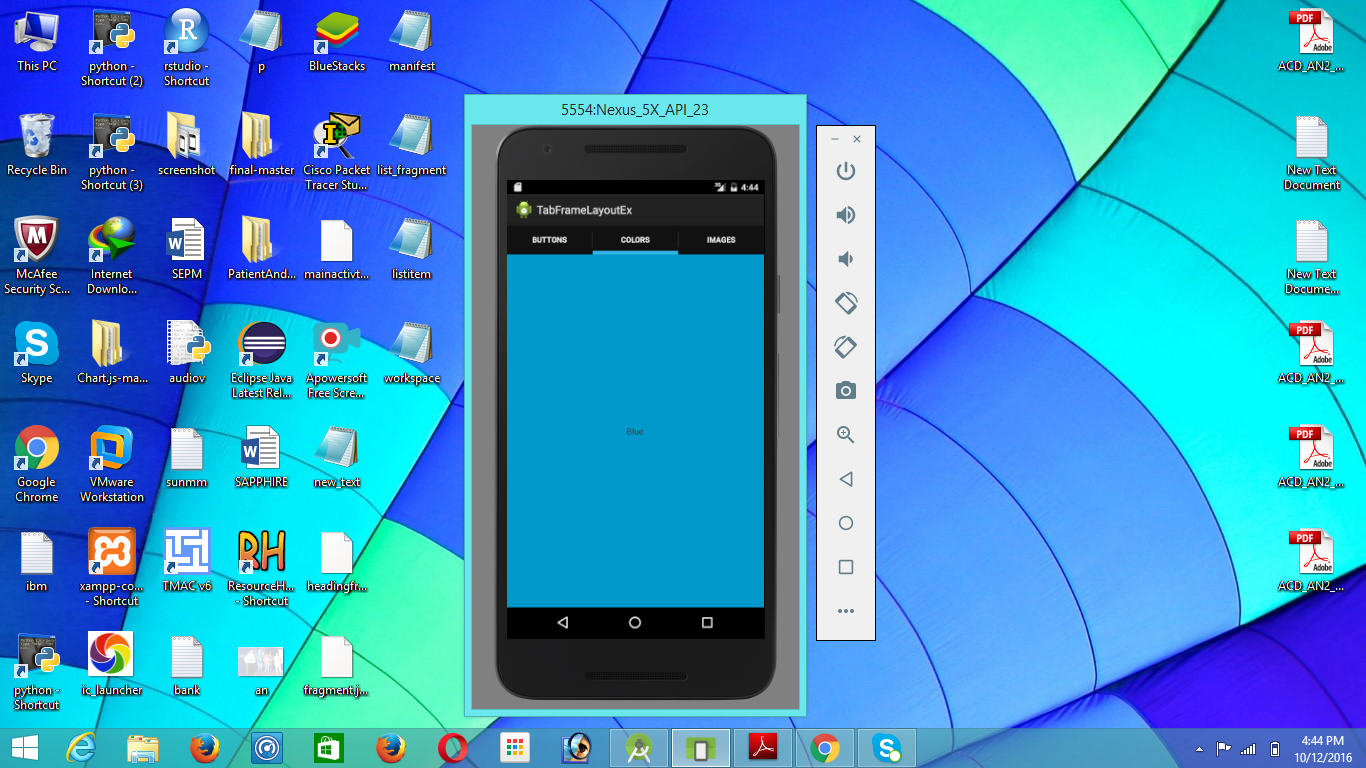 This PC
python -
Shortcut (2)
rstudio -
Shortcut
p
BlueStacks
manifest
PDF
Adobe
ACD_AN2_...
5554:Nexus_5X_API_23
Recycle Bin
python -
Shortcut (3)
screenshot
final-master
Cisco Packet
Tracer Stu...
list_fragment
New Text
Document
4:44
TabFrameLayoutEx
BUTTONS
COLORS
IMAGES
McAfee
Security Sc...
Internet
Downlo...
SEPM
PatientAnd...
mainactivt...
listitem
New Text
Docume...
Skype
Chart.js-ma...
audiov
Eclipse Java
Latest Rel...
Apowersoft
Free Scre...
workspace
PDF
Adobe
ACD_AN2_...
Blue
Google
Chrome
VMware
Workstation
sunmm
SAPPHIRE
new_text
PDF
Adobe
ACD_AN2_...
ibm
xampp-co...
- Shortcut
TMAC v6
RH
ResourceH...
- Shortcut
headingfr...
PDF
Adobe
ACD_AN2_...
python -
Shortcut
ic_launcher
bank
an
fragment.j...
4:44 PM
10/12/2016